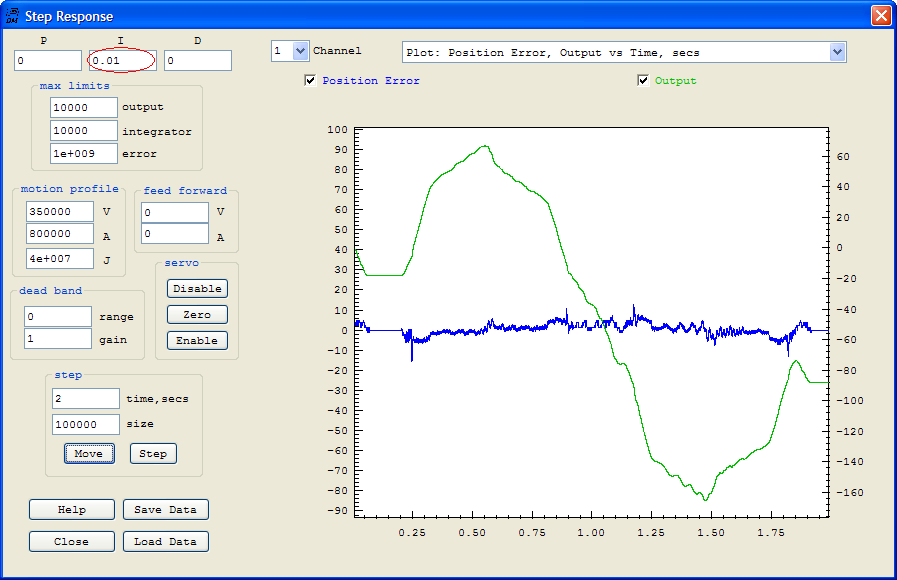 Step Response
P I D
0 0.01 0
1 Channel
Plot: Position Error, Output vs Time, secs
Position Error
Output
max limits
10000 output
10000 integrator
1e+009 error
motion profile
350000 V
800000 A
4e+007 J
feed forward
0 V
0 A
servo
Disable
Zero
Enable
dead band
0 range
1 gain
step
2 time,secs
100000 size
Move Step
Help Save Data
Close Load Data
100
90
80
70
60
50
40
30
20
10
0
-10
-20
-30
-40
-50
-60
-70
-80
-90
60
40
20
0
-20
-40
-60
-80
-100
-120
-140
-160
0.25 0.50 0.75 1.00 1.25 1.50 1.75